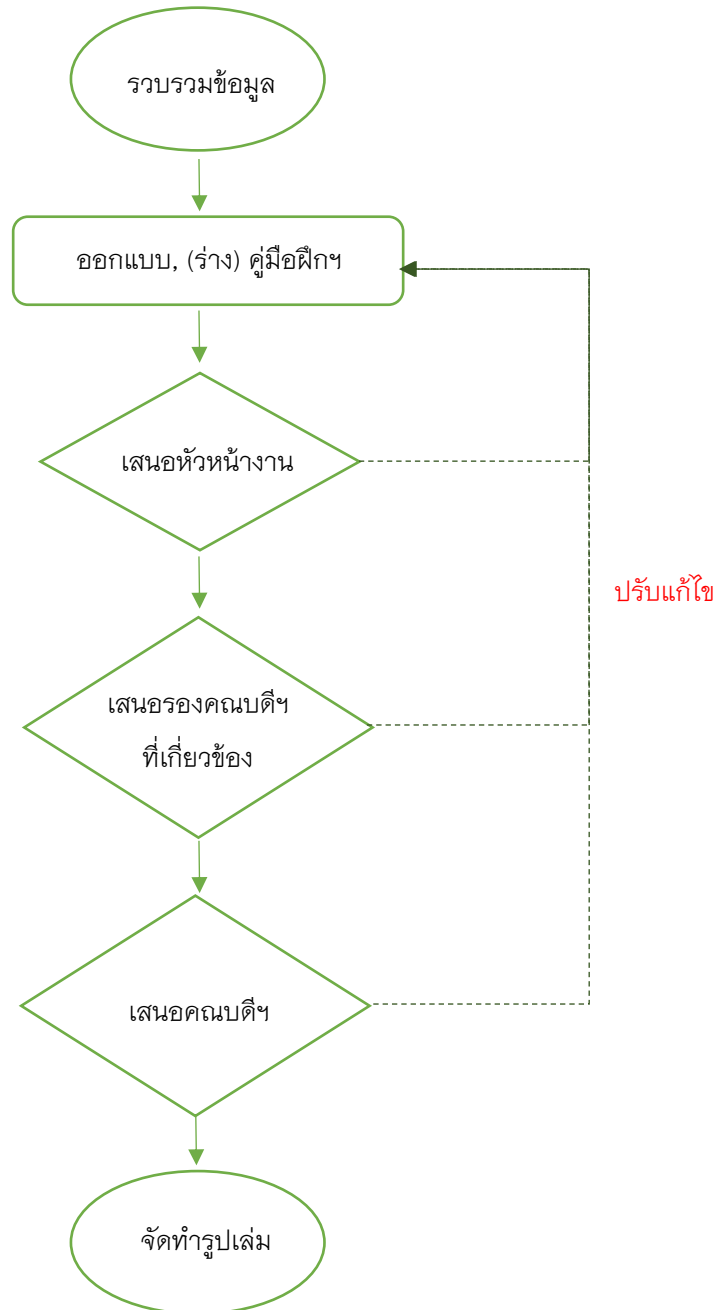 รวบรวมข้อมูล
ออกแบบ, (ร่าง) คู่มือฝึกฯ
เสนอหัวหน้างาน
ปรับแก้ไข
เสนอรองคณบดีฯ
ที่เกี่ยวข้อง
เสนอคณบดีฯ
จัดทำรูปเล่ม